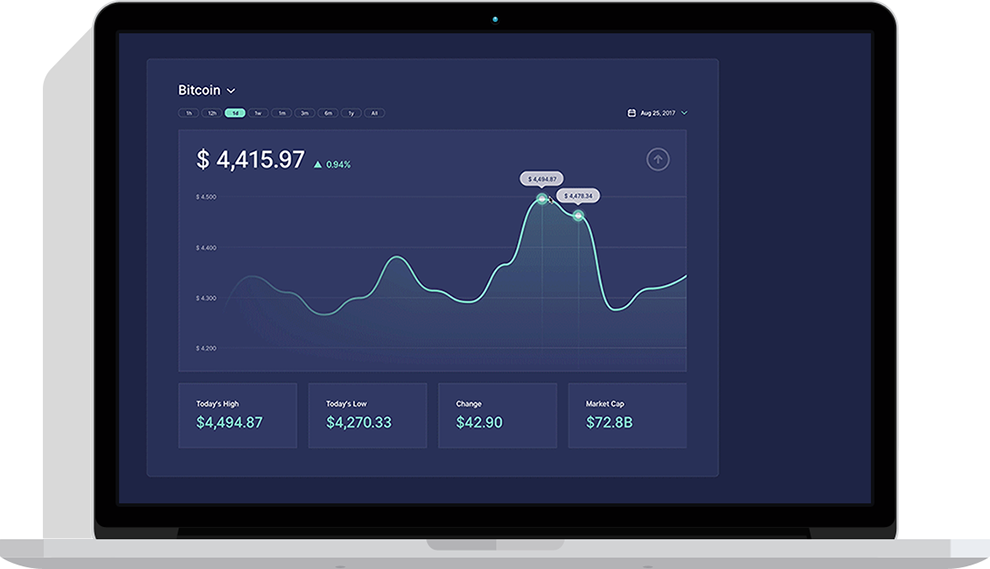 Bitcoin
1h 12h 1d 1w 1m 3m 6m 1y All
Aug 25, 2017
$ 4,415.97 0.94%
$ 4,494.87
$ 4,478.34
$ 4.500
$ 4.400
$ 4.300
$ 4.200
Today's High
$4,494.87
Today's Low
$4,270.33
Change
$42.90
Market Cap
$72.8B